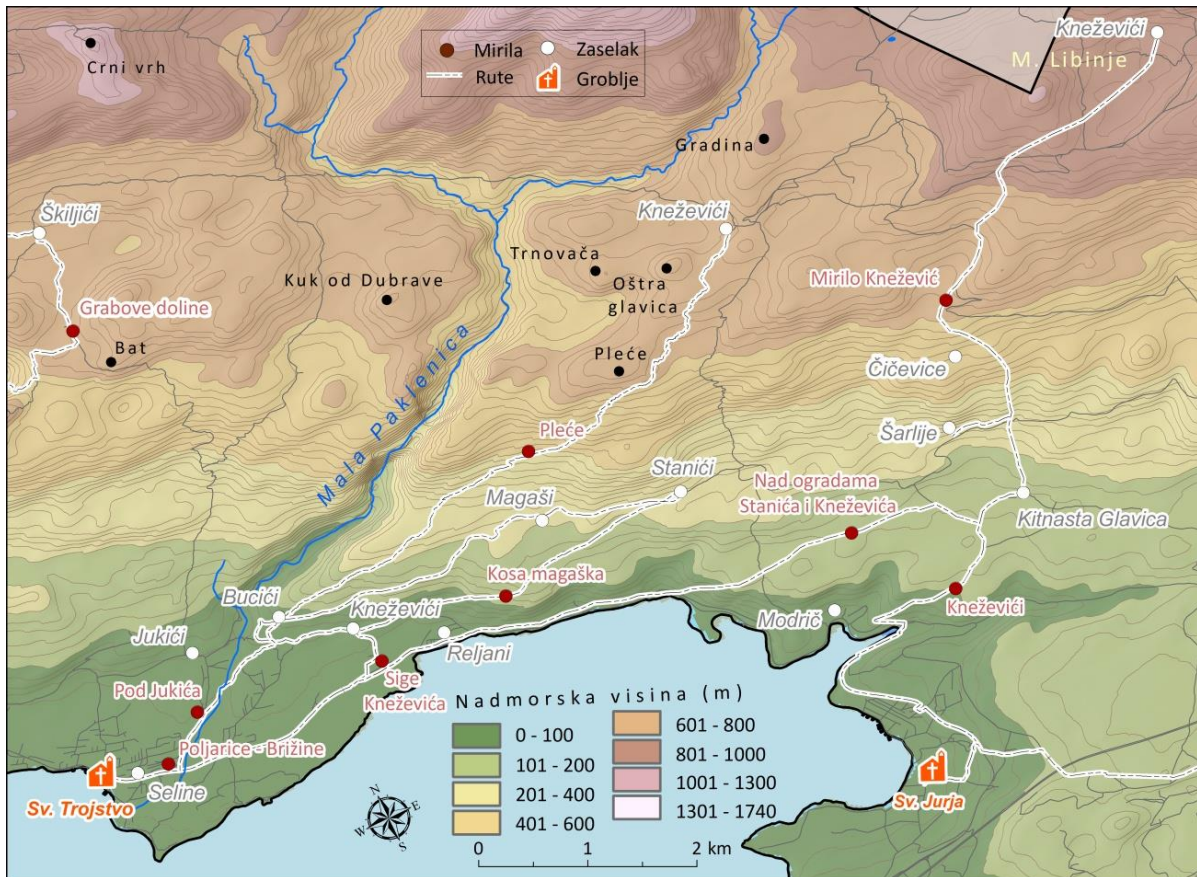 Kneževići
Crni vrh
Mirila
Zaselak
Rute
Groblje
M. Libinje
Gradina
Škiljići
Kneževići
Trnovača
Kuk od Dubrave
Oštra
glavica
Mirilo Knežević
Grabove doline
Bat
Pleće
Čičevice
Mala Paklenica
Pleće
Šarlije
Stanići
Nad ogradama
Stanića i Kneževića
Magaši
Kitnasta Glavica
Kosa magaška
Bucići
Kneževići
Kneževići
Modrič
Jukići
Reljani
Sige
Kneževića
Pod Jukića
Poljarice - Brižine
Seline
Sv. Trojstvo
Sv. Jurja
Nadmorska visina (m)
0 - 100
101 - 200
201 - 400
401 - 600
601 - 800
801 - 1000
1001 - 1300
1301 - 1740
N
E
S
W
0 1 2 km